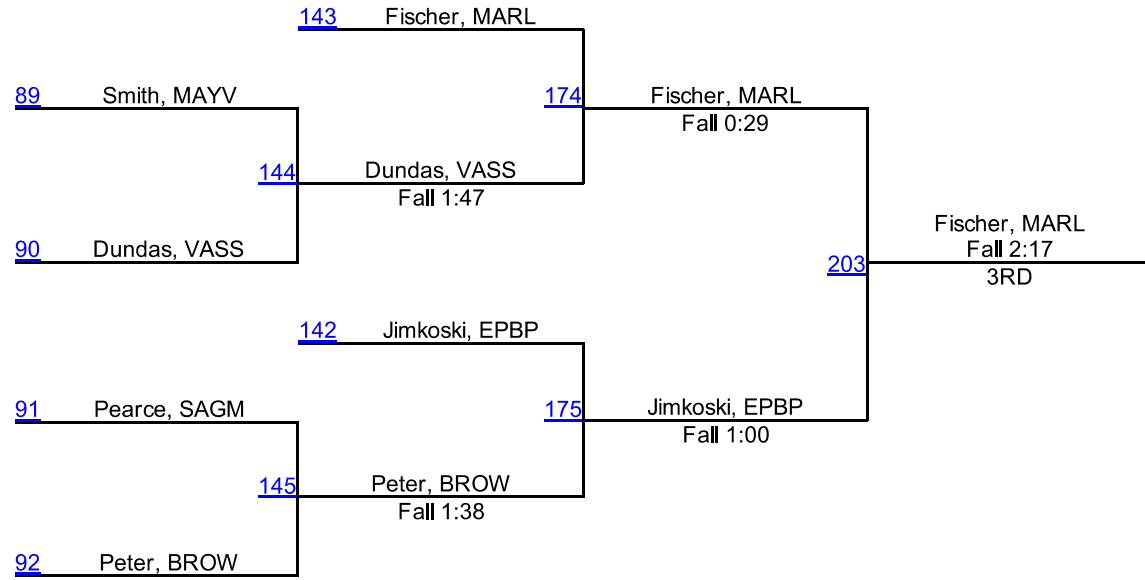 143 Fischer, MARL
89 Smith, MAYV
174 Fischer, MARL
Fall 0:29
144 Dundas, VASS
Fall 1:47
90 Dundas, VASS
Fischer, MARL
203 Fall 2:17
3RD
142 Jimkoski, EPBP
91 Pearce, SAGM
175 Jimkoski, EPBP
Fall 1:00
145 Peter, BROW
Fall 1:38
92 Peter, BROW